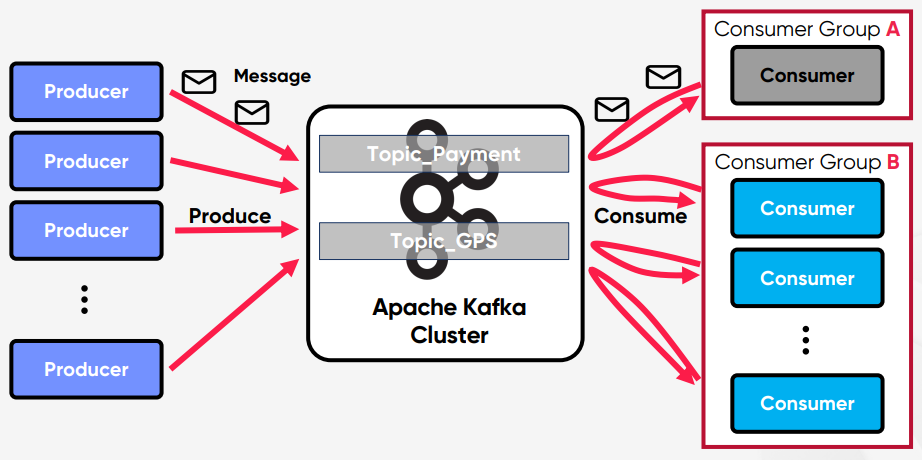 Producer
Producer
Producer
Producer
Message
Produce
Topic_Payment
Topic_GPS
Apache Kafka
Cluster
Consume
Consumer Group A
Consumer
Consumer Group B
Consumer
Consumer
Consumer